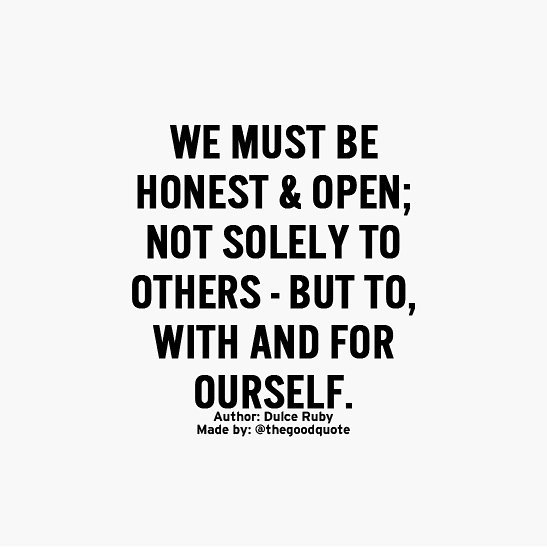 WE MUST BE
HONEST & OPEN;
NOT SOLELY TO
OTHERS - BUT TO,
WITH AND FOR
OURSELF.
Author: Dulce Ruby
Made by: @thegoodquote